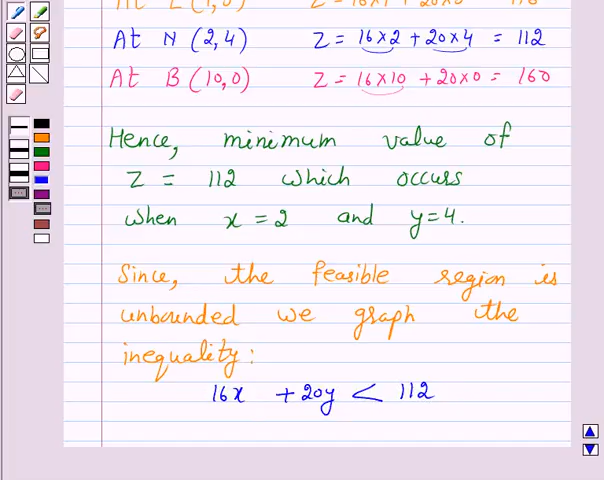 At N (2,4) Z = 16×2 + 20×4 = 112
At B (10,0) Z = 16×10 + 20×0 = 160
Hence, minimum value of
Z = 112 which occurs
when x = 2 and y=4.
Since, the feasible region is
unbounded we graph the
inequality:
16x + 20y < 112